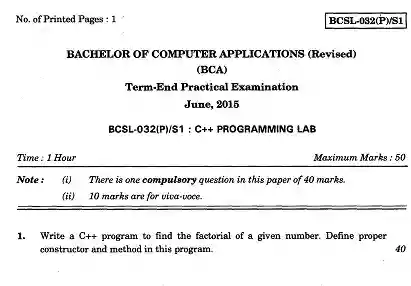 No. of Printed Pages : 1 BCSL-032(P)/S1
BACHELOR OF COMPUTER APPLICATIONS (Revised)
(BCA)
Term-End Practical Examination
June, 2015
BCSL-032(P)/S1 : C++ PROGRAMMING LAB
Time : 1 Hour Maximum Marks : 50
Note : (i) There is one compulsory question in this paper of 40 marks.
(ii) 10 marks are for viva-voce.
1. Write a C++ program to find the factorial of a given number. Define proper
constructor and method in this program. 40